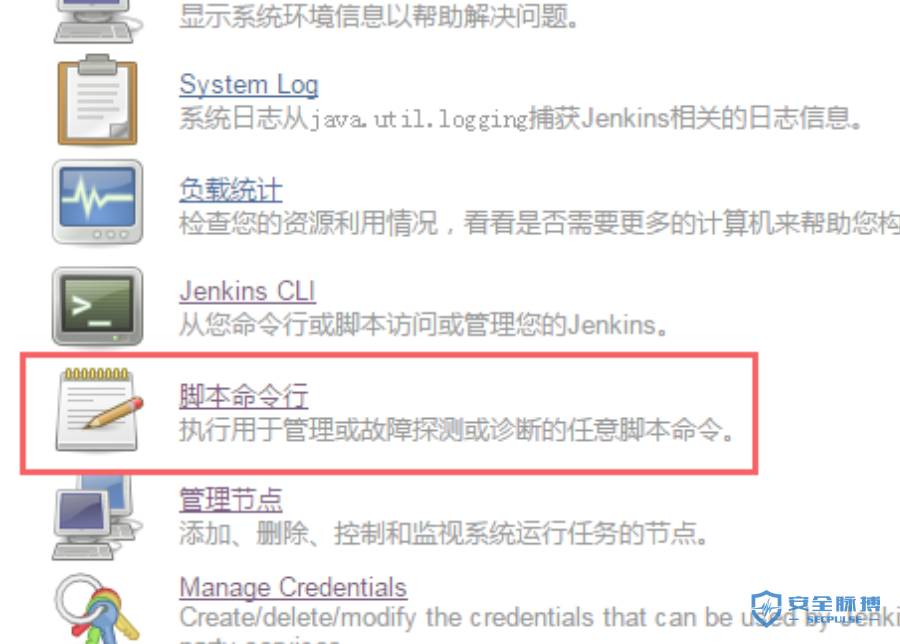 显示系统环境信息以帮助解决问题。
System Log
系统日志从java.util.logging捕获Jenkins相关的日志信息。
负载统计
检查您的资源利用情况，看看是否需要更多的计算机来帮助您构
Jenkins CLI
从您命令行或脚本访问或管理您的Jenkins。
脚本命令行
执行用于管理或故障探测或诊断的任意脚本命令。
管理节点
添加、删除、控制和监视系统运行任务的节点。
Manage Credentials
Create/delete/modify the credentials that can be used by Jenki
安全脉搏
SECPULSE